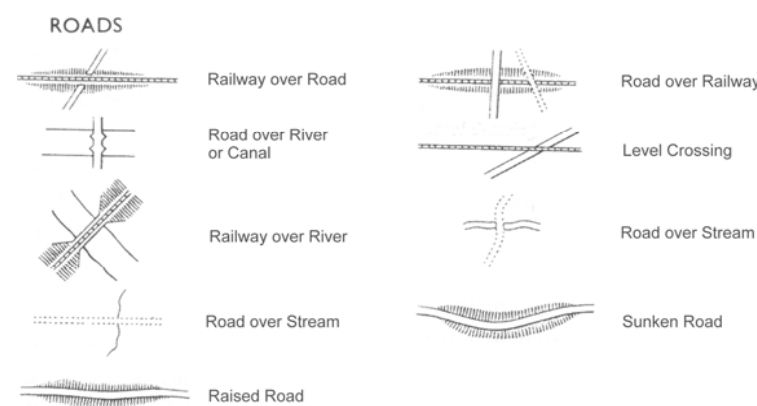 ROADS
Railway over Road
Road over Railway
Road over River
or Canal
Level Crossing
Railway over River
Road over Stream
Road over Stream
Sunken Road
Raised Road